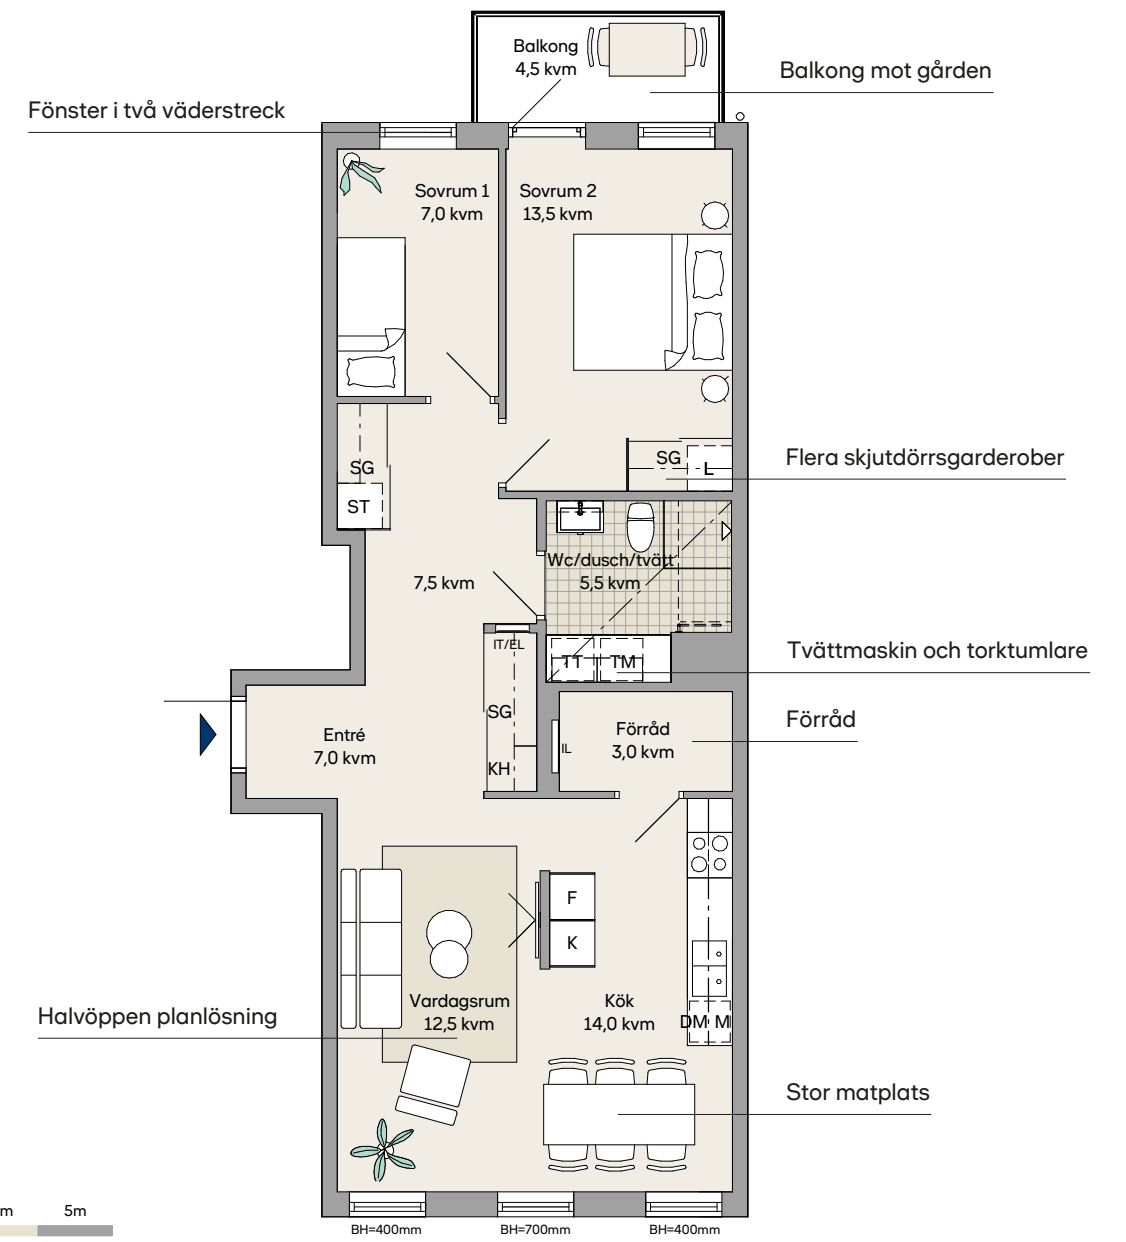 Balkong
4,5 kvm
Balkong mot gården
Fönster i två väderstreck
Sovrum 1
7,0 kvm
Sovrum 2
13,5 kvm
SG
ST
SG
L
Flera skjutdörrsgarderober
Wc/dusch/tvätt
5,5 kvm
7,5 kvm
IT/EL
TT
TM
Tvättmaskin och torktumlare
SG
KH
Entré
7,0 kvm
Förråd
3,0 kvm
IL
Förråd
F
K
Vardagsrum
12,5 kvm
Kök
14,0 kvm
DM M
Halvöppen planlösning
Stor matplats
m
5m
BH=400mm
BH=700mm
BH=400mm